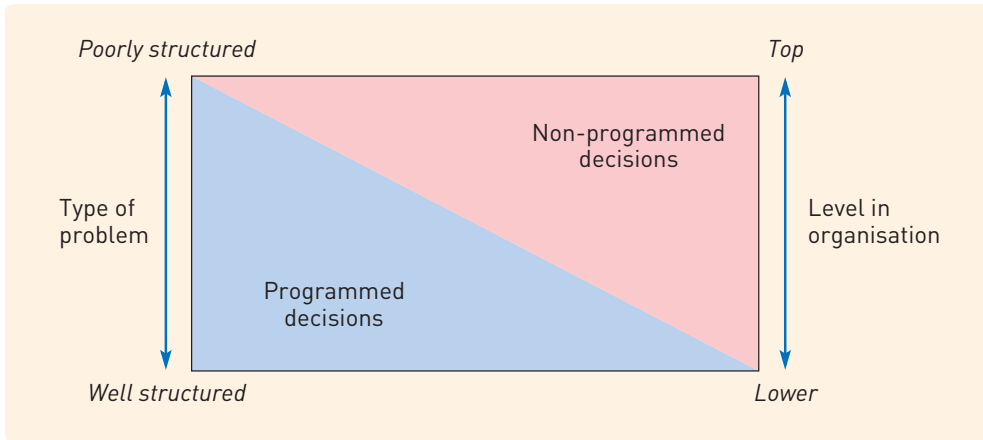 Poorly structured
Top
Non-programmed
decisions
Type of
problem
Level in
organisation
Programmed
decisions
Well structured
Lower